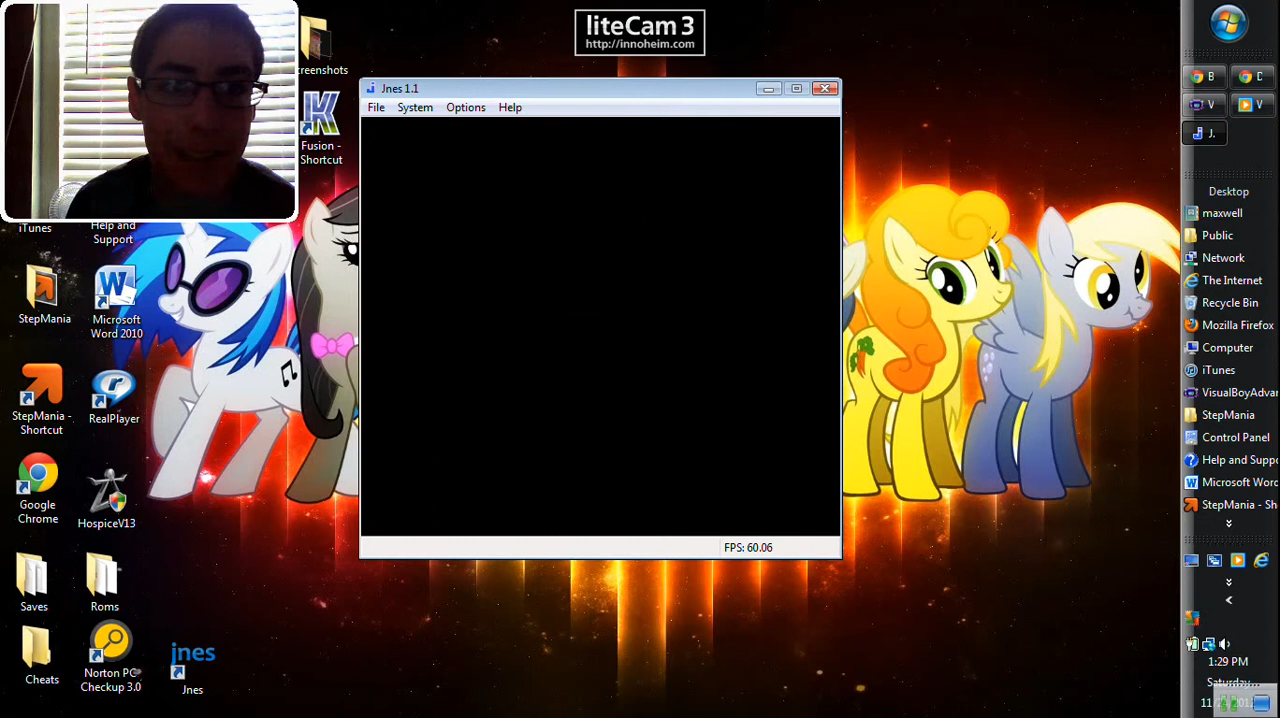 liteCam 3
http://innoheim.com
creenshots
Fusion -
Shortcut
iTunes
Help and
Support
StepMania
Microsoft
Word 2010
StepMania -
Shortcut
RealPlayer
Google
Chrome
HospiceV13
Saves
Roms
Cheats
Norton PC
Checkup 3.0
jnes
Jnes
Jnes 1.1
File System Options Help
FPS: 60.06
B
C
V
V
J.
Desktop
maxwell
Public
Network
The Internet
Recycle Bin
Mozilla Firefox
Computer
iTunes
VisualBoyAdvar
StepMania
Control Panel
Help and Suppo
Microsoft Word
StepMania - Sh
1:29 PM
Saturday